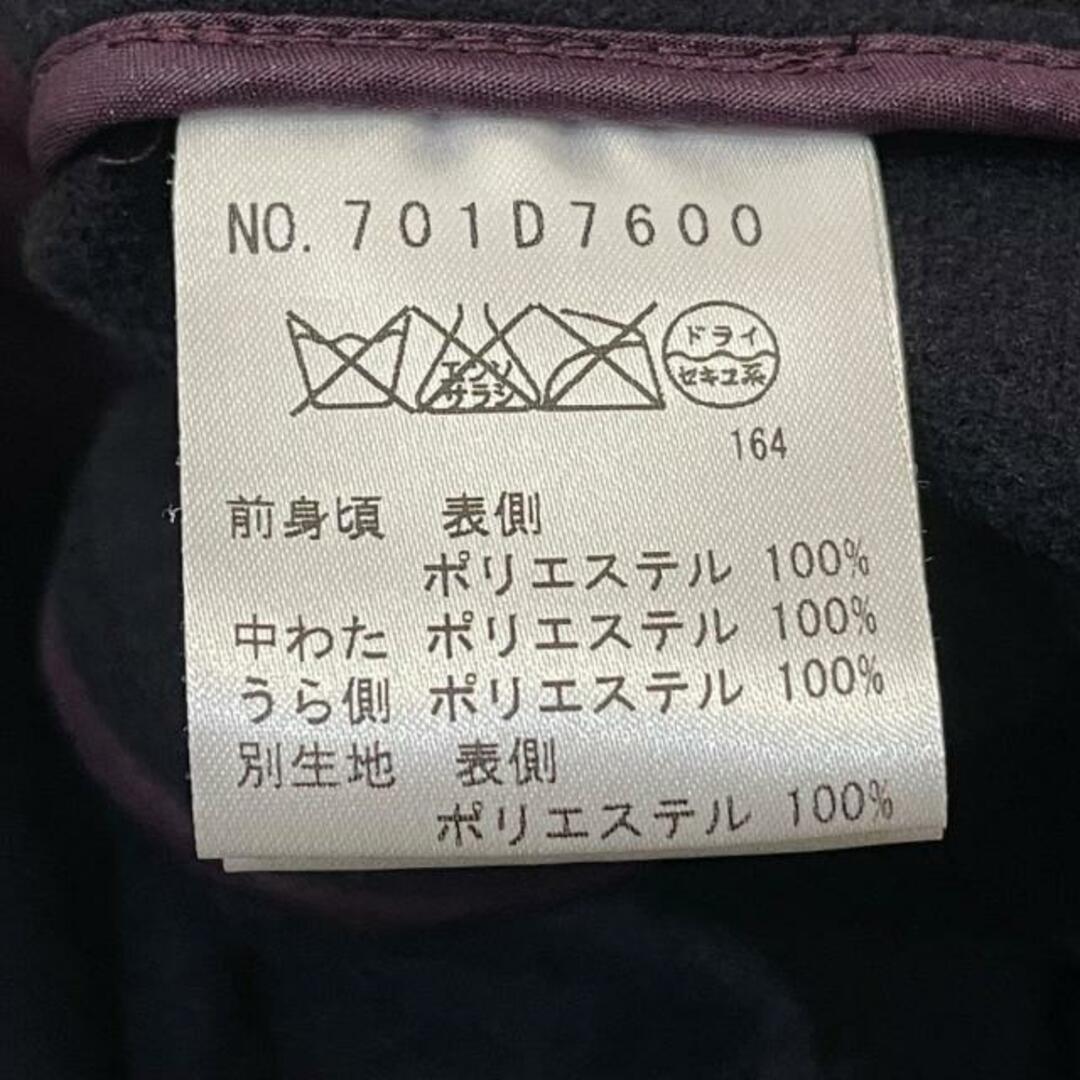 NO. 701D7600
エンソ
サラシ
ドライ
セキユ系
164
前身頃 表側
ポリエステル 100%
中わた ポリエステル 100%
うら側 ポリエステル 100%
別生地 表側
ポリエステル 100%